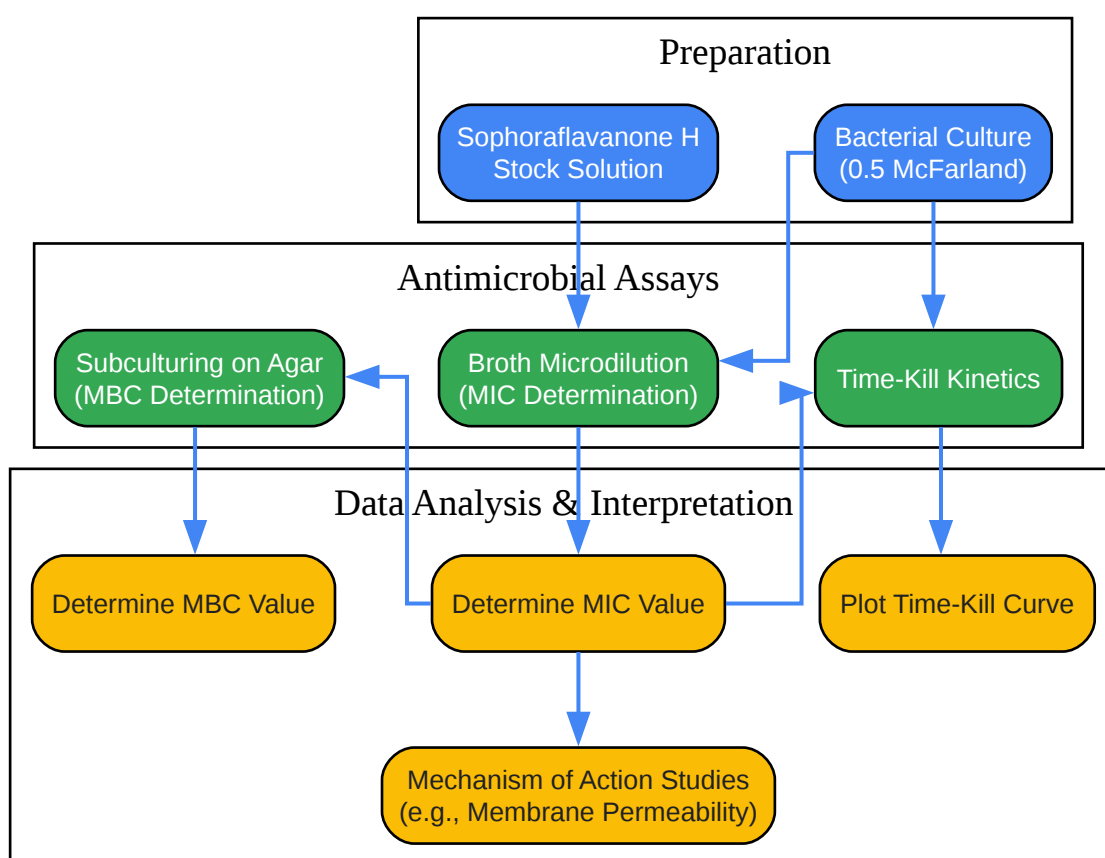 Preparation
Sophoraflavanone H
Stock Solution
Bacterial Culture
(0.5 McFarland)
Antimicrobial Assays
Subculturing on Agar
(MBC Determination)
Broth Microdilution
(MIC Determination)
Time-Kill Kinetics
Data Analysis & Interpretation
Determine MBC Value
Determine MIC Value
Plot Time-Kill Curve
Mechanism of Action Studies
(e.g., Membrane Permeability)